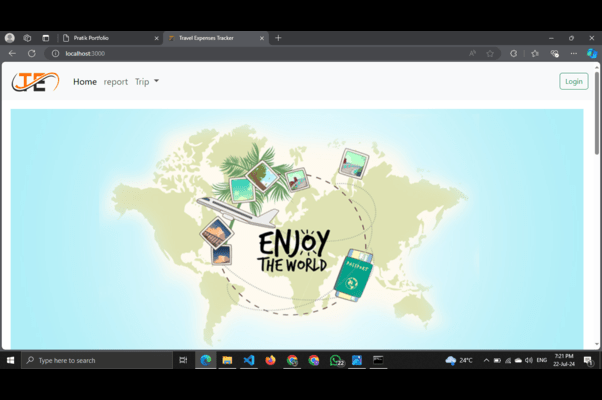 Pratik Portfolio
Travel Expenses Tracker
localhost:3000
TE
Home report Trip
Login
ENJOY
THE WORLD
PASSPORT
Type here to search
22
24°C
ENG
7:21 PM
22-Jul-24